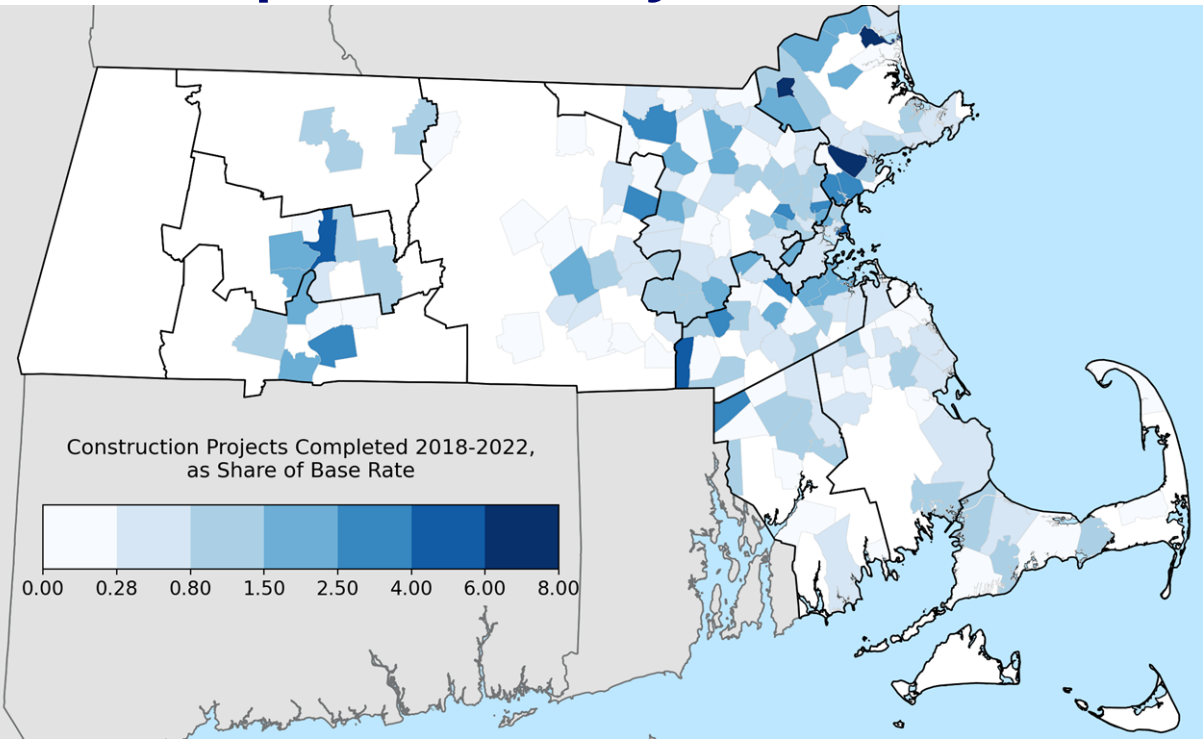 Construction Projects Completed 2018-2022,
as Share of Base Rate
0.00 0.28 0.80 1.50 2.50 4.00 6.00 8.00